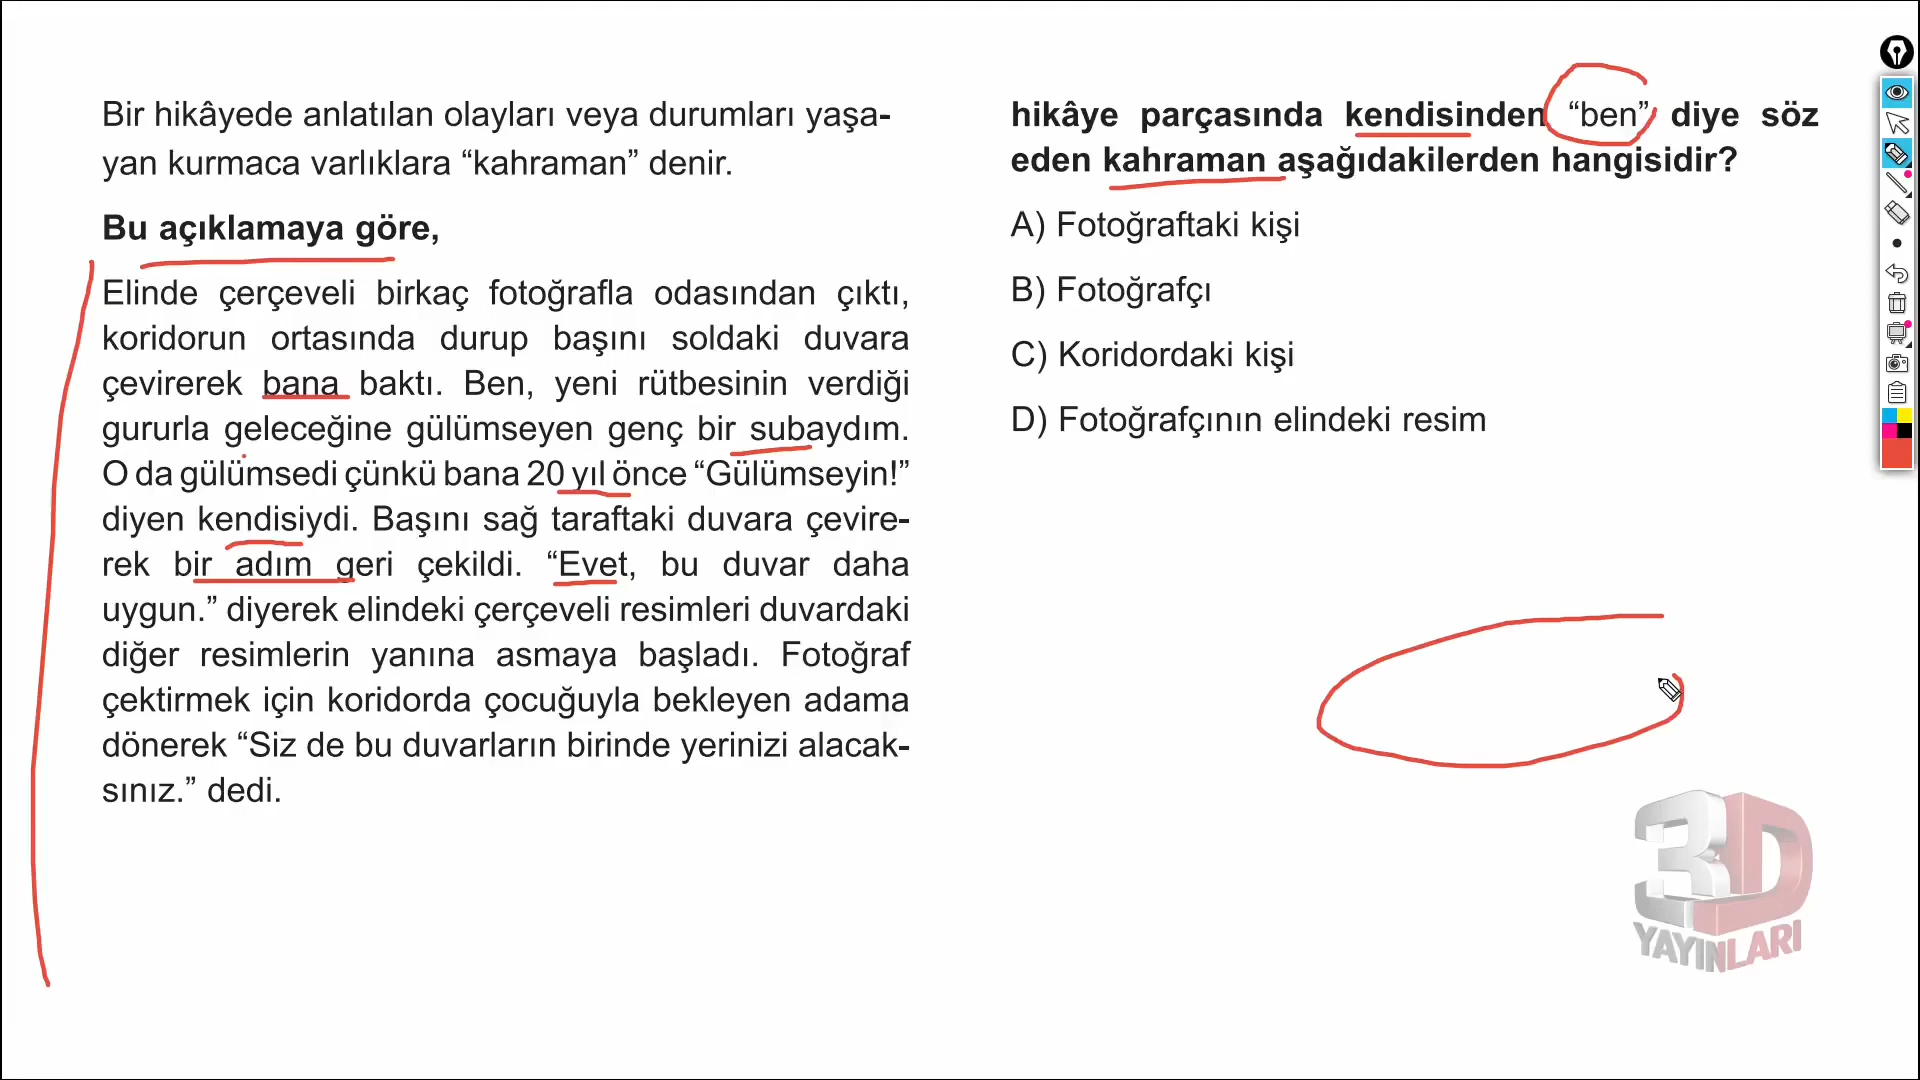 Bir hikâyede anlatılan olayları veya durumları yaşa-
yan kurmaca varlıklara “kahraman” denir.
Bu açıklamaya göre,
Elinde çerçeveli birkaç fotoğrafla odasından çıktı,
koridorun ortasında durup başını soldaki duvara
çevirerek bana baktı. Ben, yeni rütbesinin verdiği
gururla geleceğine gülümseyen genç bir subaydım.
O da gülümsedi çünkü bana 20 yıl önce “Gülümseyin!”
diyen kendisiydi. Başını sağ taraftaki duvara çevire-
rek bir adım geri çekildi. “Evet, bu duvar daha
uygun.” diyerek elindeki çerçeveli resimleri duvardaki
diğer resimlerin yanına asmaya başladı. Fotoğraf
çektirmek için koridorda çocuğuyla bekleyen adama
dönerek “Siz de bu duvarların birinde yerinizi alacak-
sınız.” dedi.
hikâye parçasında kendisinden “ben” diye söz
eden kahraman aşağıdakilerden hangisidir?
A) Fotoğraftaki kişi
B) Fotoğrafçı
C) Koridordaki kişi
D) Fotoğrafçının elindeki resim
3D
YAYINLARI